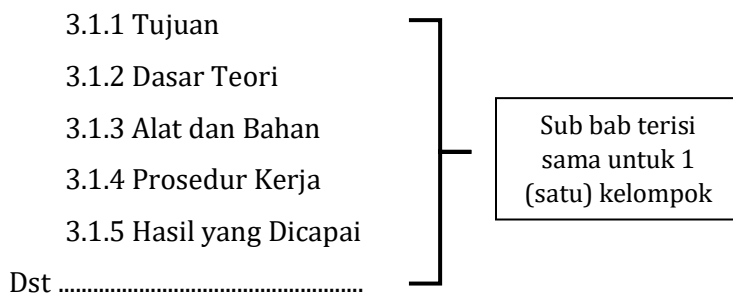 3.1.1 Tujuan
3.1.2 Dasar Teori
3.1.3 Alat dan Bahan
3.1.4 Prosedur Kerja
3.1.5 Hasil yang Dicapai
Dst .....................................................
Sub bab terisi
sama untuk 1
(satu) kelompok